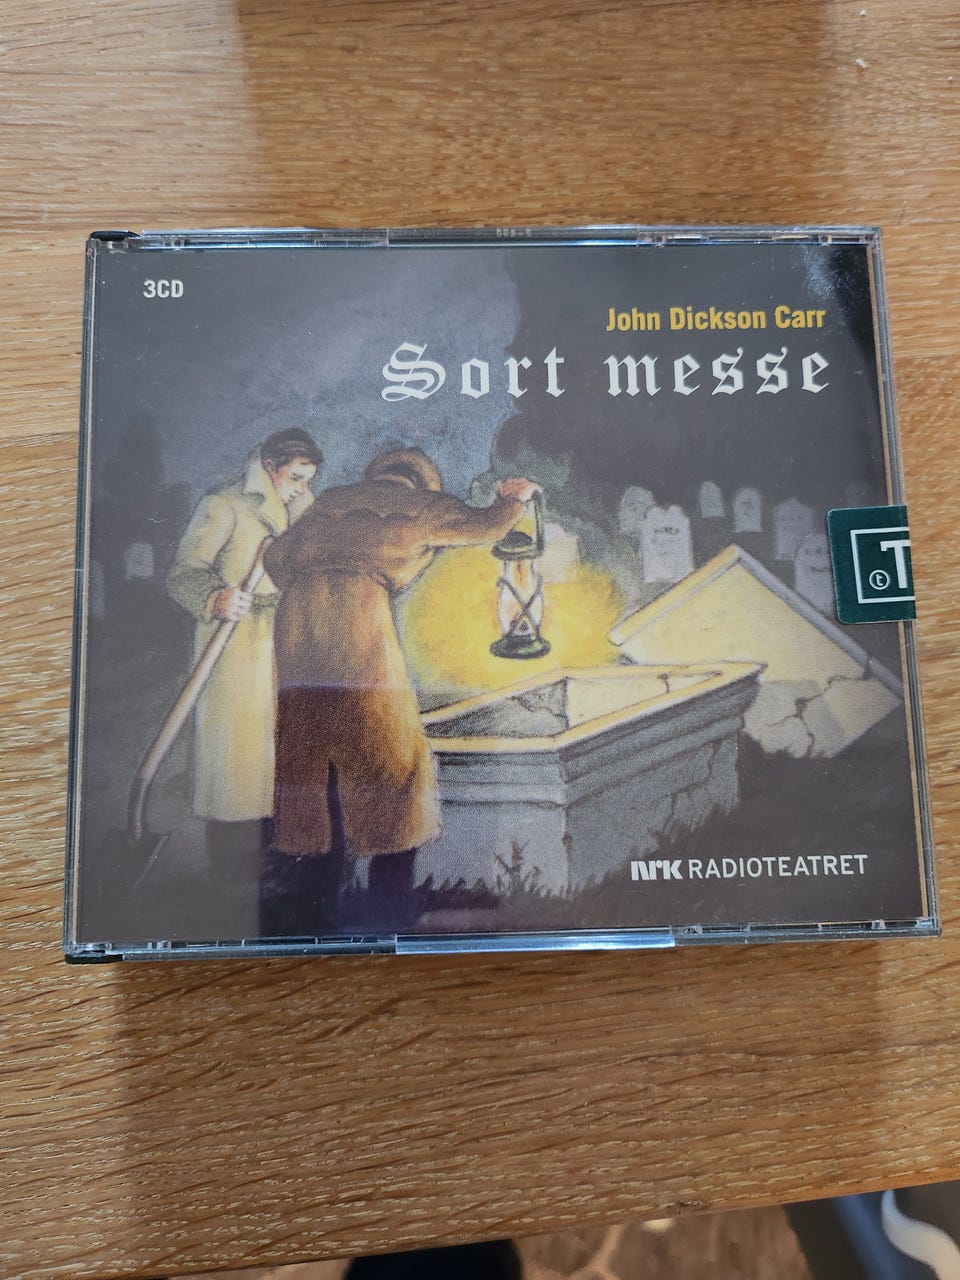 3CD
John Dickson Carr
Sort messe
T
t
NRK RADIOTEATRET